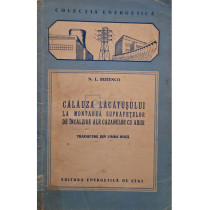 COLECȚIA ENERGETICĂ
CĂLĂUZA LĂCĂTUȘULUI
LA MONTAREA SUPRAFEȚELOR
DE ÎNCĂLZIRE ALE CAZANELOR CU ABUR
TRADUCERE DIN LIMBA RUSĂ
EDITURA ENERGETICĂ DE STAT